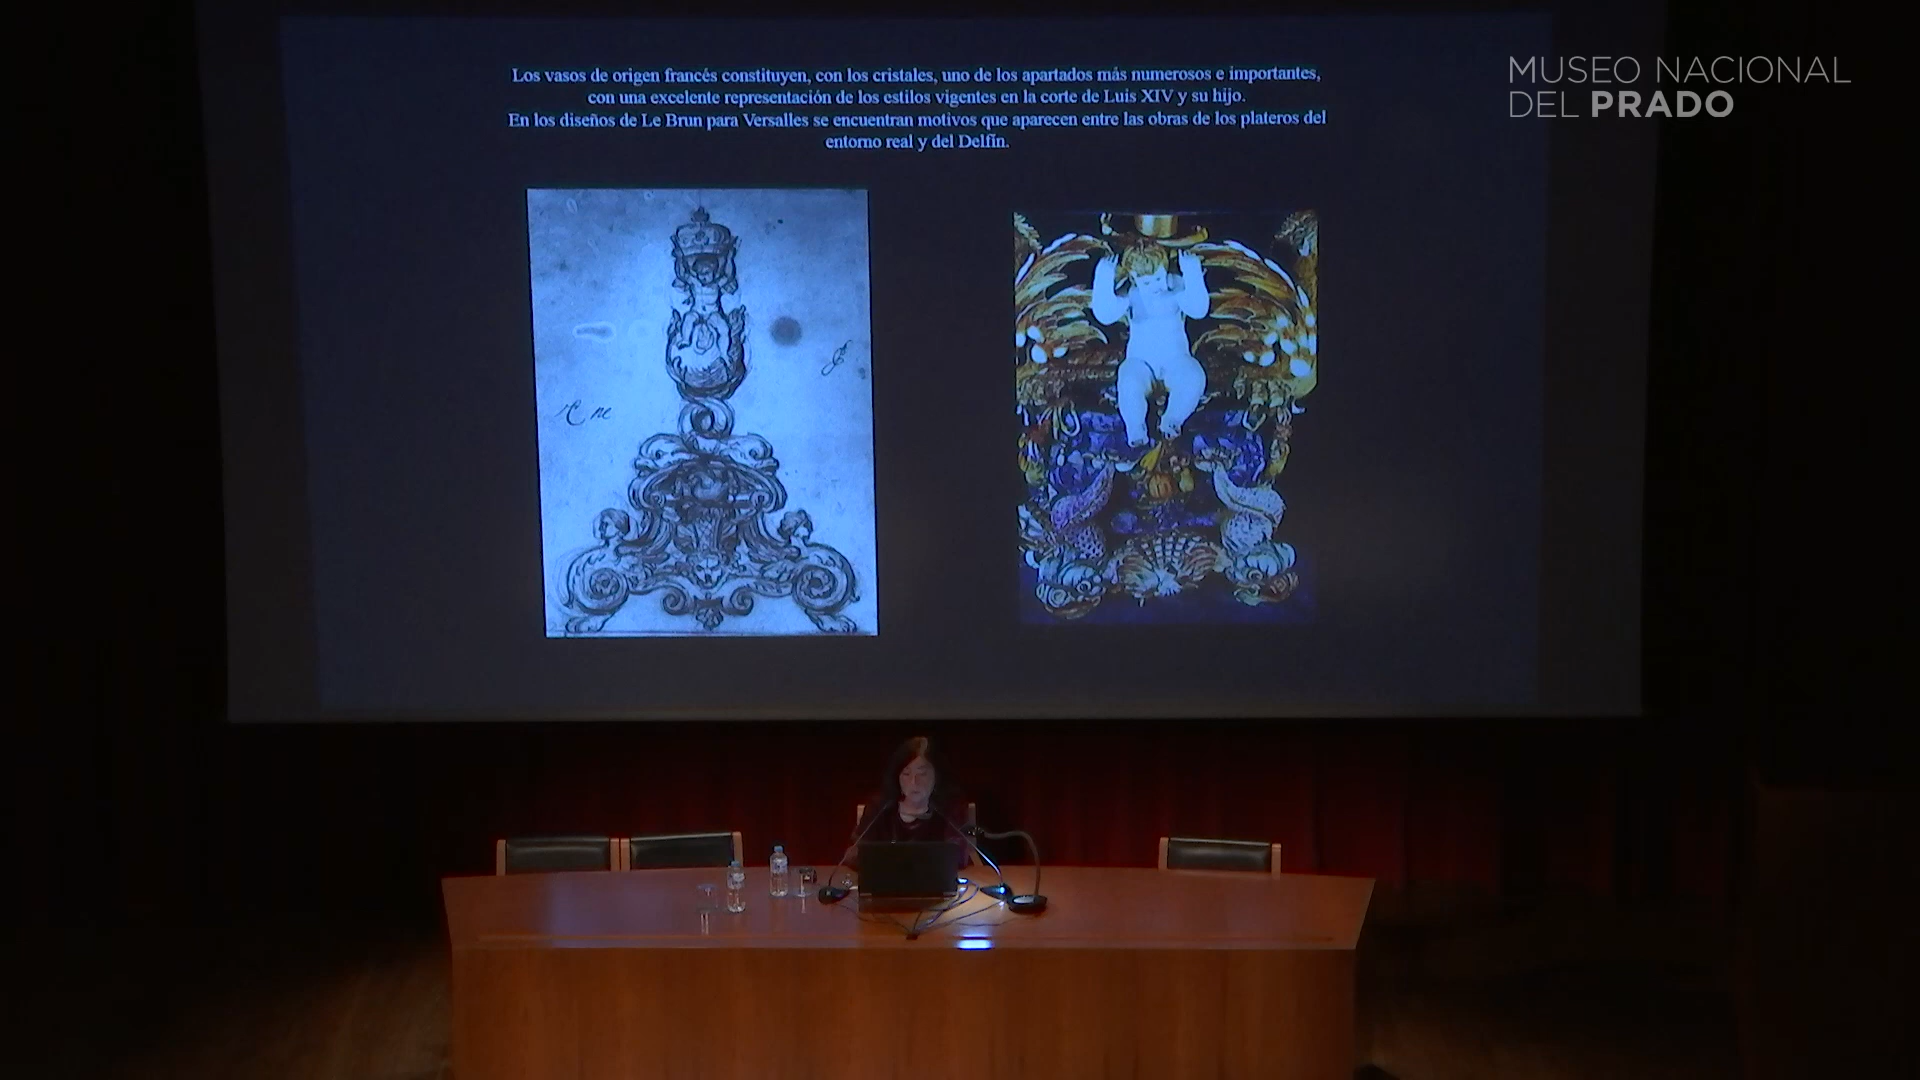 Los vasos de origen francés constituyen, con los cristales, uno de los apartados más numerosos e importantes,
con una excelente representación de los estilos vigentes en la corte de Luis XIV y su hijo.
En los diseños de Le Brun para Versalles se encuentran motivos que aparecen entre las obras de los plateros del
entorno real y del Delfín.
MUSEO NACIONAL
DEL PRADO